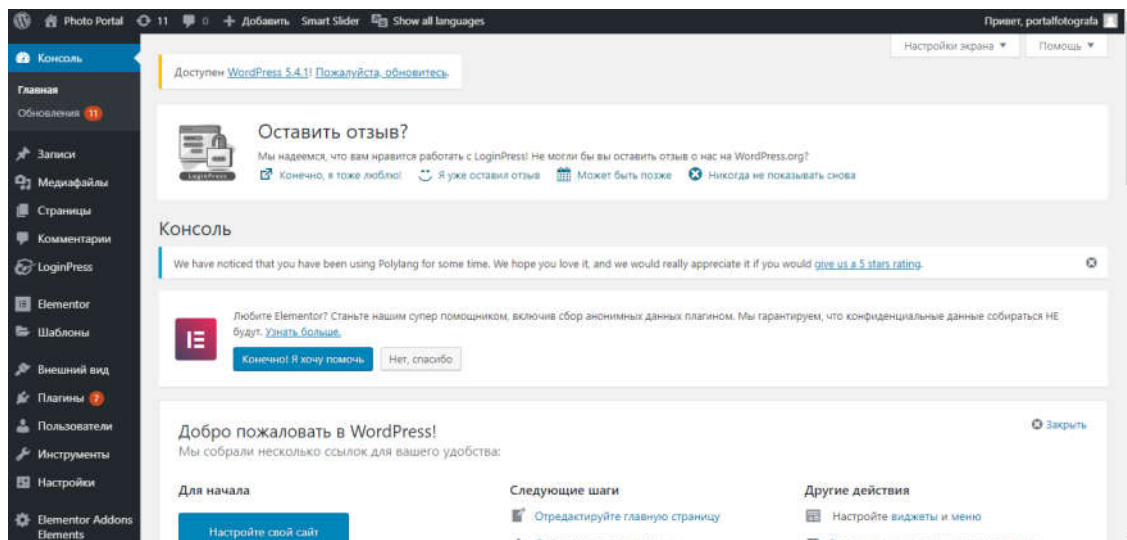 Photo Portal 11 0 + Добавить Smart Slider Show all languages Привет, portalfotografa
Настройки экрана Помощь
Консоль
Главная
Обновления 11
Записи
Медиафайлы
Страницы
Комментарии
LoginPress
Elementor
Шаблоны
Внешний вид
Плагины 7
Пользователи
Инструменты
Настройки
Elementor Addons
Elements
Доступен WordPress 5.4.1! Пожалуйста, обновитесь.
LoginPress
Оставить отзыв?
Мы надеемся, что вам нравится работать с LoginPress! Не могли бы вы оставить отзыв о нас на WordPress.org?
Конечно, я тоже люблю! Я уже оставил отзыв Может быть позже Никогда не показывать снова
Консоль
We have noticed that you have been using Polylang for some time. We hope you love it, and we would really appreciate it if you would give us a 5 stars rating.
Любите Elementor? Станьте нашим супер помощником, включив сбор анонимных данных плагином. Мы гарантируем, что конфиденциальные данные собираться НЕ
будут. Узнать больше.
Конечно! Я хочу помочь Нет, спасибо
Добро пожаловать в WordPress!
Закрыть
Мы собрали несколько ссылок для вашего удобства:
Для начала
Настройте свой сайт
Следующие шаги
Отредактируйте главную страницу
Другие действия
Настройте виджеты и меню